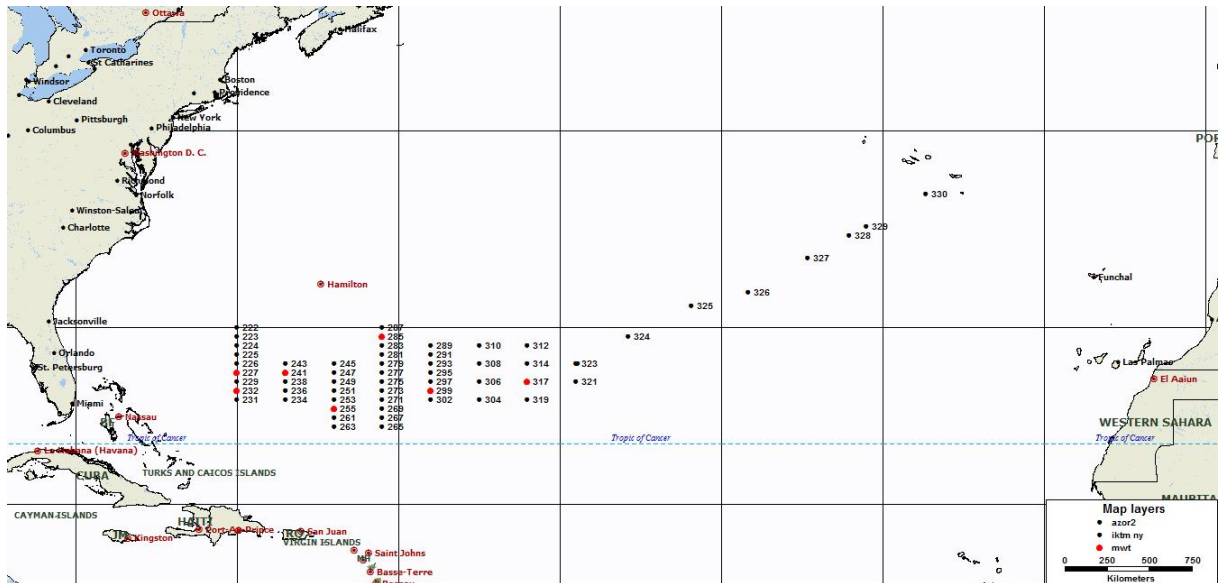 Ottawa
Halifax
Toronto
St Catharines
Windsor
Boston
Providence
Cleveland
Pittsburgh
New York
Columbus
Philadelphia
POR
Washington D. C.
Richmond
Norfolk
330
Winston-Salem
Charlotte
329
328
327
Hamilton
Funchal
326
325
Jacksonville
222 287
223 285 324
224 283 289 310 312
225 281 291
Orlando
226 243 245 279 293 308 314 323
St. Petersburg
Las Palmas
227 241 247 277 295
El Aaiun
229 238 249 275 297 306 317 321
232 236 251 273 299
Miami
231 234 253 271 302 304 319
255 269
Nassau
261 267
263 265
WESTERN SAHARA
Tropic of Cancer Tropic of Cancer Tropic of Cancer
La Habana (Havana)
CUBA
TURKS AND CAICOS ISLANDS
MAURITA
CAYMAN ISLANDS
HAITI
Port-Au-Prince
San Juan
JM
Kingston
RQ
VIRGIN ISLANDS
Saint Johns
Basse-Terre
Map layers
azor2
iktm ny
mwt
0 250 500 750
Kilometers